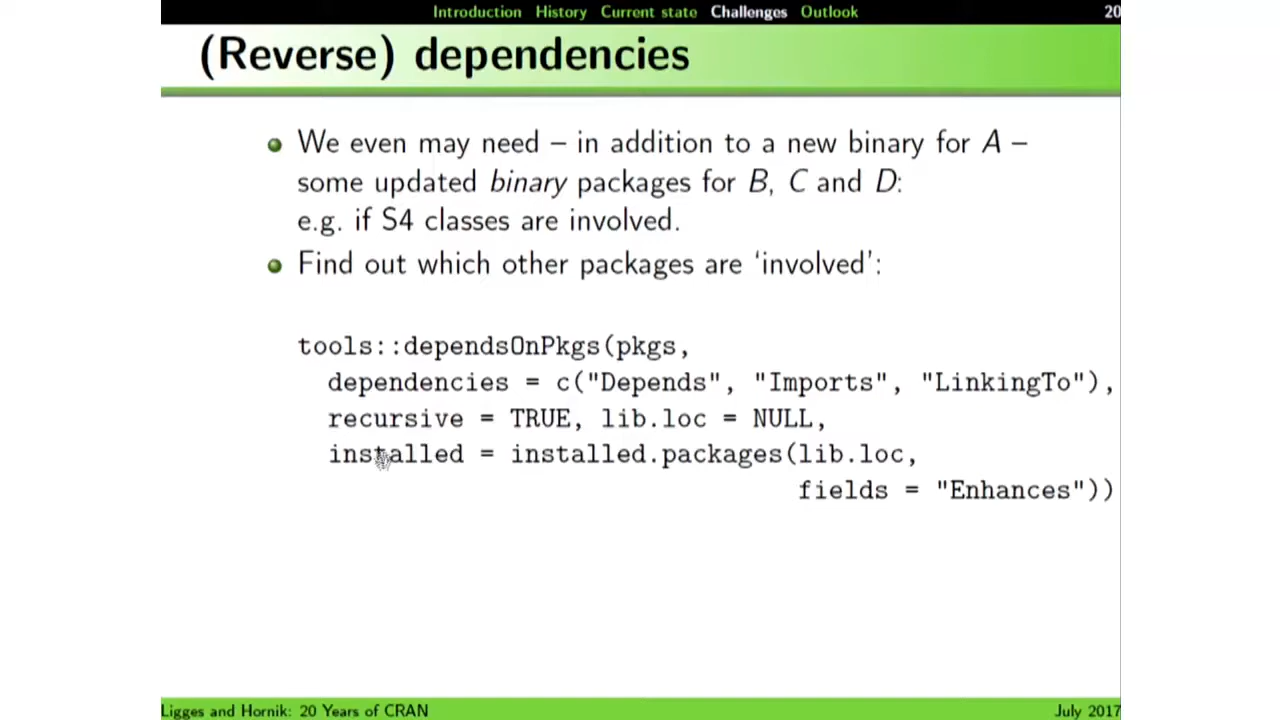 Introduction History Current state Challenges Outlook 20
(Reverse) dependencies
We even may need – in addition to a new binary for A –
some updated binary packages for B, C and D:
e.g. if S4 classes are involved.
Find out which other packages are ‘involved’:
tools::dependsOnPkgs(pkgs,
dependencies = c("Depends", "Imports", "LinkingTo"),
recursive = TRUE, lib.loc = NULL,
installed = installed.packages(lib.loc,
fields = "Enhances"))
Ligges and Hornik: 20 Years of CRAN July 2017